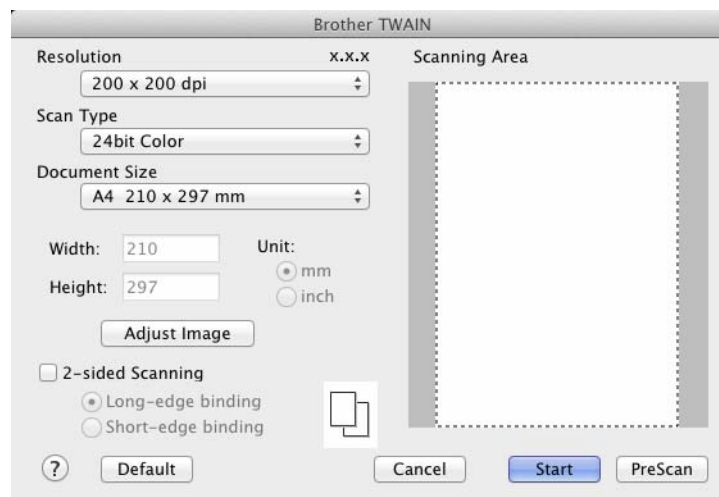 Brother TWAIN
Resolution x.x.x
200 x 200 dpi
Scan Type
24bit Color
Document Size
A4 210 x 297 mm
Width: 210
Height: 297
Unit:
mm
inch
Adjust Image
2-sided Scanning
Long-edge binding
Short-edge binding
Scanning Area
? Default Cancel Start PreScan